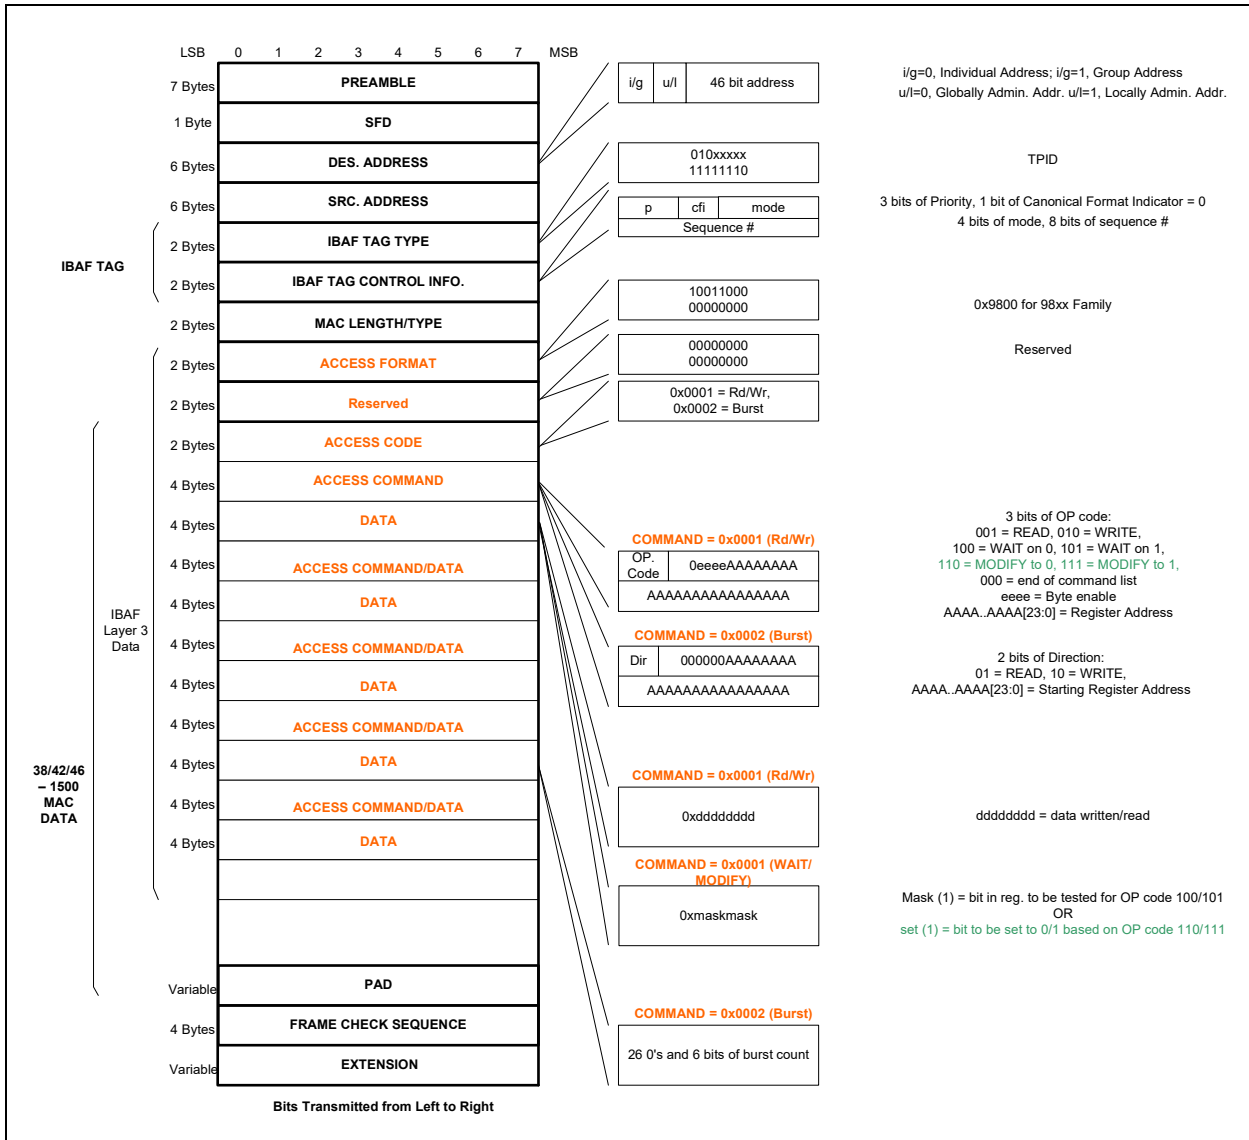 LSB 0 1 2 3 4 5 6 7 MSB
7 Bytes PREAMBLE
1 Byte SFD
6 Bytes DES. ADDRESS
6 Bytes SRC. ADDRESS
IBAF TAG
2 Bytes IBAF TAG TYPE
2 Bytes IBAF TAG CONTROL INFO.
2 Bytes MAC LENGTH/TYPE
2 Bytes ACCESS FORMAT
2 Bytes Reserved
2 Bytes ACCESS CODE
4 Bytes ACCESS COMMAND
4 Bytes DATA
4 Bytes ACCESS COMMAND/DATA
4 Bytes DATA
4 Bytes ACCESS COMMAND/DATA
4 Bytes DATA
4 Bytes ACCESS COMMAND/DATA
4 Bytes DATA
4 Bytes ACCESS COMMAND/DATA
4 Bytes DATA
IBAF
Layer 3
Data
38/42/46
– 1500
MAC
DATA
Variable PAD
4 Bytes FRAME CHECK SEQUENCE
Variable EXTENSION
Bits Transmitted from Left to Right
i/g u/l 46 bit address
i/g=0, Individual Address; i/g=1, Group Address
u/l=0, Globally Admin. Addr. u/l=1, Locally Admin. Addr.
010xxxxx
11111110
TPID
p cfi mode
Sequence #
3 bits of Priority, 1 bit of Canonical Format Indicator = 0
4 bits of mode, 8 bits of sequence #
10011000
00000000
0x9800 for 98xx Family
00000000
00000000
Reserved
0x0001 = Rd/Wr,
0x0002 = Burst
COMMAND = 0x0001 (Rd/Wr)
OP.
Code
0eeeeAAAAAAAA
AAAAAAAAAAAAAAAA
3 bits of OP code:
001 = READ, 010 = WRITE,
100 = WAIT on 0, 101 = WAIT on 1,
110 = MODIFY to 0, 111 = MODIFY to 1,
000 = end of command list
eeee = Byte enable
AAAA..AAAA[23:0] = Register Address
COMMAND = 0x0002 (Burst)
Dir 000000AAAAAAAA
AAAAAAAAAAAAAAAA
2 bits of Direction:
01 = READ, 10 = WRITE,
AAAA..AAAA[23:0] = Starting Register Address
COMMAND = 0x0001 (Rd/Wr)
0xdddddddd
dddddddd = data written/read
COMMAND = 0x0001 (WAIT/
MODIFY)
0xmaskmask
Mask (1) = bit in reg. to be tested for OP code 100/101
OR
set (1) = bit to be set to 0/1 based on OP code 110/111
COMMAND = 0x0002 (Burst)
26 0's and 6 bits of burst count